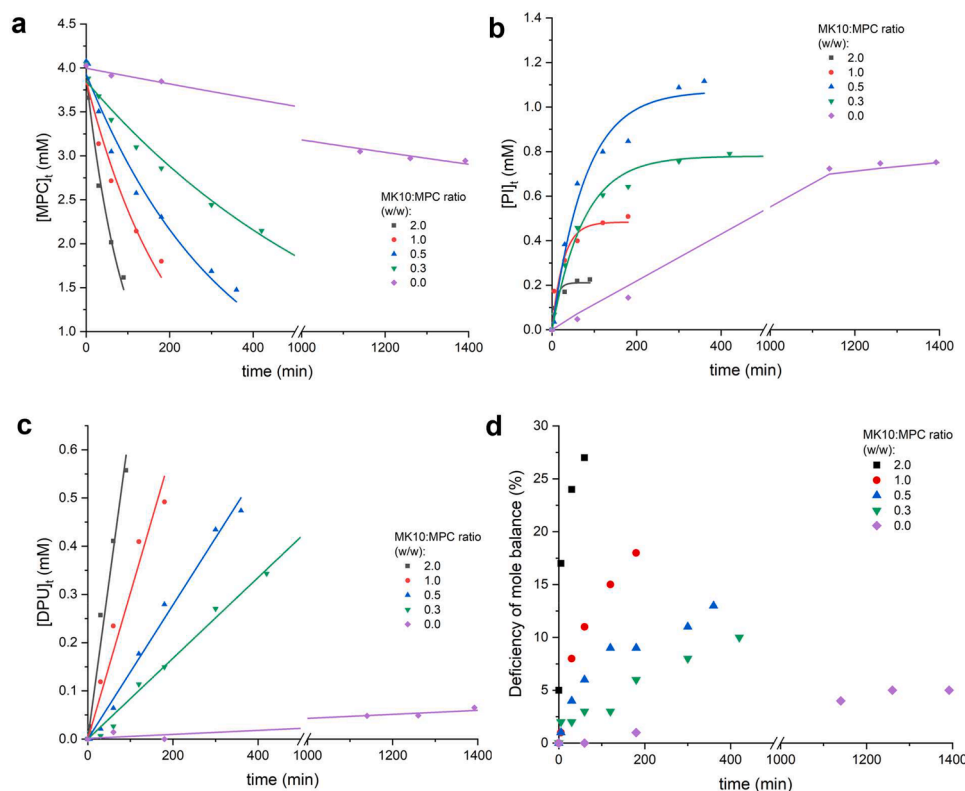 a
[MPC]t (mM)
4.5
4.0
3.5
3.0
2.5
2.0
1.5
1.0
MK10:MPC ratio
(w/w):
2.0
1.0
0.5
0.3
0.0
0 200 400 1000 1200 1400
time (min)
b
[PI]t (mM)
1.4
1.2
1.0
0.8
0.6
0.4
0.2
0.0
MK10:MPC ratio
(w/w):
2.0
1.0
0.5
0.3
0.0
0 200 400 1000 1200 1400
time (min)
c
[DPU]t (mM)
0.6
0.5
0.4
0.3
0.2
0.1
0.0
MK10:MPC ratio
(w/w):
2.0
1.0
0.5
0.3
0.0
0 200 400 1000 1200 1400
time (min)
d
Deficiency of mole balance (%)
30
25
20
15
10
5
0
MK10:MPC ratio
(w/w):
2.0
1.0
0.5
0.3
0.0
0 200 400 1000 1200 1400
time (min)